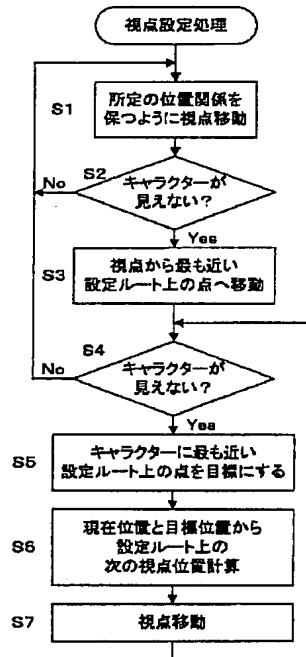 視点設定処理
S1
所定の位置関係を
保つように視点移動
S2
No
キャラクターが
見えない?
Yes
S3
視点から最も近い
設定ルート上の点へ移動
S4
No
キャラクターが
見えない?
Yes
S5
キャラクターに最も近い
設定ルート上の点を目標にする
S6
現在位置と目標位置から
設定ルート上の
次の視点位置計算
S7
視点移動